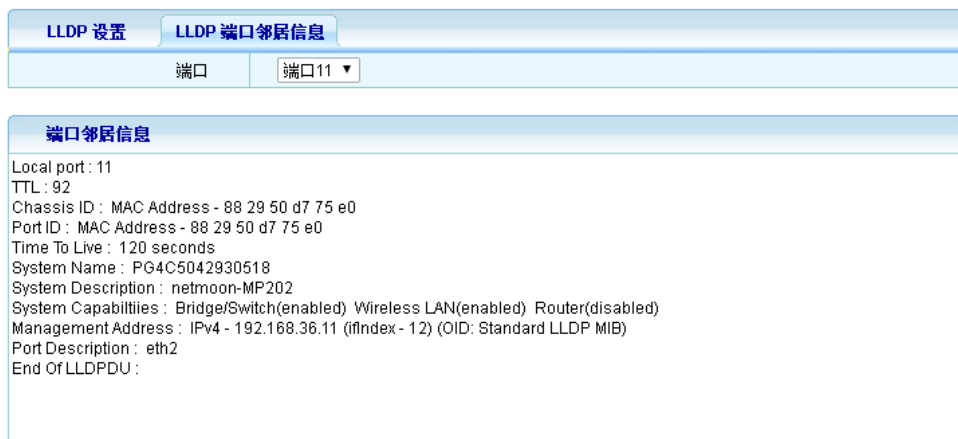 LLDP 设置 LLDP 端口邻居信息
端口 端口11 ▼
端口邻居信息
Local port : 11
TTL : 92
Chassis ID : MAC Address - 88 29 50 d7 75 e0
Port ID : MAC Address - 88 29 50 d7 75 e0
Time To Live : 120 seconds
System Name : PG4C5042930518
System Description : netmoon-MP202
System Capabiltiies : Bridge/Switch(enabled) Wireless LAN(enabled) Router(disabled)
Management Address : IPv4 - 192.168.36.11 (ifIndex - 12) (OID: Standard LLDP MIB)
Port Description : eth2
End Of LLDPDU :